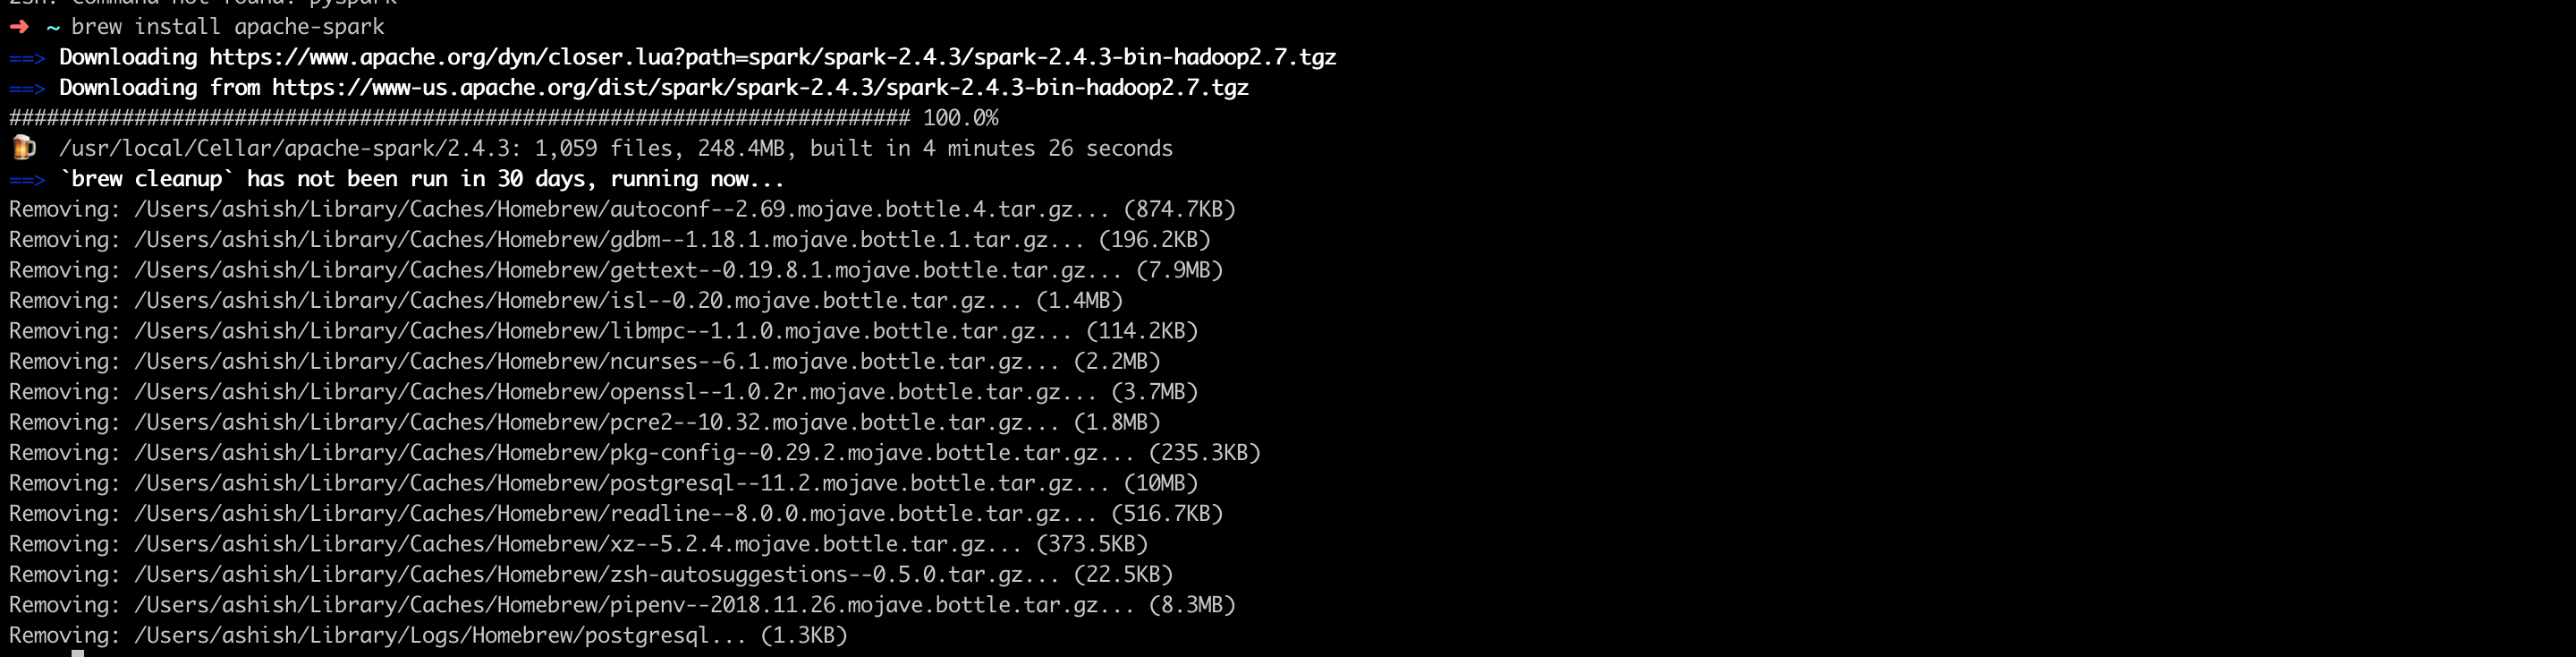 zsh: command not found: pyspark
➜ ~ brew install apache-spark
==> Downloading https://www.apache.org/dyn/closer.lua?path=spark/spark-2.4.3/spark-2.4.3-bin-hadoop2.7.tgz
==> Downloading from https://www-us.apache.org/dist/spark/spark-2.4.3/spark-2.4.3-bin-hadoop2.7.tgz
######################################################################## 100.0%
🍺 /usr/local/Cellar/apache-spark/2.4.3: 1,059 files, 248.4MB, built in 4 minutes 26 seconds
==> `brew cleanup` has not been run in 30 days, running now...
Removing: /Users/ashish/Library/Caches/Homebrew/autoconf--2.69.mojave.bottle.4.tar.gz... (874.7KB)
Removing: /Users/ashish/Library/Caches/Homebrew/gdbm--1.18.1.mojave.bottle.1.tar.gz... (196.2KB)
Removing: /Users/ashish/Library/Caches/Homebrew/gettext--0.19.8.1.mojave.bottle.tar.gz... (7.9MB)
Removing: /Users/ashish/Library/Caches/Homebrew/isl--0.20.mojave.bottle.tar.gz... (1.4MB)
Removing: /Users/ashish/Library/Caches/Homebrew/libmpc--1.1.0.mojave.bottle.tar.gz... (114.2KB)
Removing: /Users/ashish/Library/Caches/Homebrew/ncurses--6.1.mojave.bottle.tar.gz... (2.2MB)
Removing: /Users/ashish/Library/Caches/Homebrew/openssl--1.0.2r.mojave.bottle.tar.gz... (3.7MB)
Removing: /Users/ashish/Library/Caches/Homebrew/pcre2--10.32.mojave.bottle.tar.gz... (1.8MB)
Removing: /Users/ashish/Library/Caches/Homebrew/pkg-config--0.29.2.mojave.bottle.tar.gz... (235.3KB)
Removing: /Users/ashish/Library/Caches/Homebrew/postgresql--11.2.mojave.bottle.tar.gz... (10MB)
Removing: /Users/ashish/Library/Caches/Homebrew/readline--8.0.0.mojave.bottle.tar.gz... (516.7KB)
Removing: /Users/ashish/Library/Caches/Homebrew/xz--5.2.4.mojave.bottle.tar.gz... (373.5KB)
Removing: /Users/ashish/Library/Caches/Homebrew/zsh-autosuggestions--0.5.0.tar.gz... (22.5KB)
Removing: /Users/ashish/Library/Caches/Homebrew/pipenv--2018.11.26.mojave.bottle.tar.gz... (8.3MB)
Removing: /Users/ashish/Library/Logs/Homebrew/postgresql... (1.3KB)